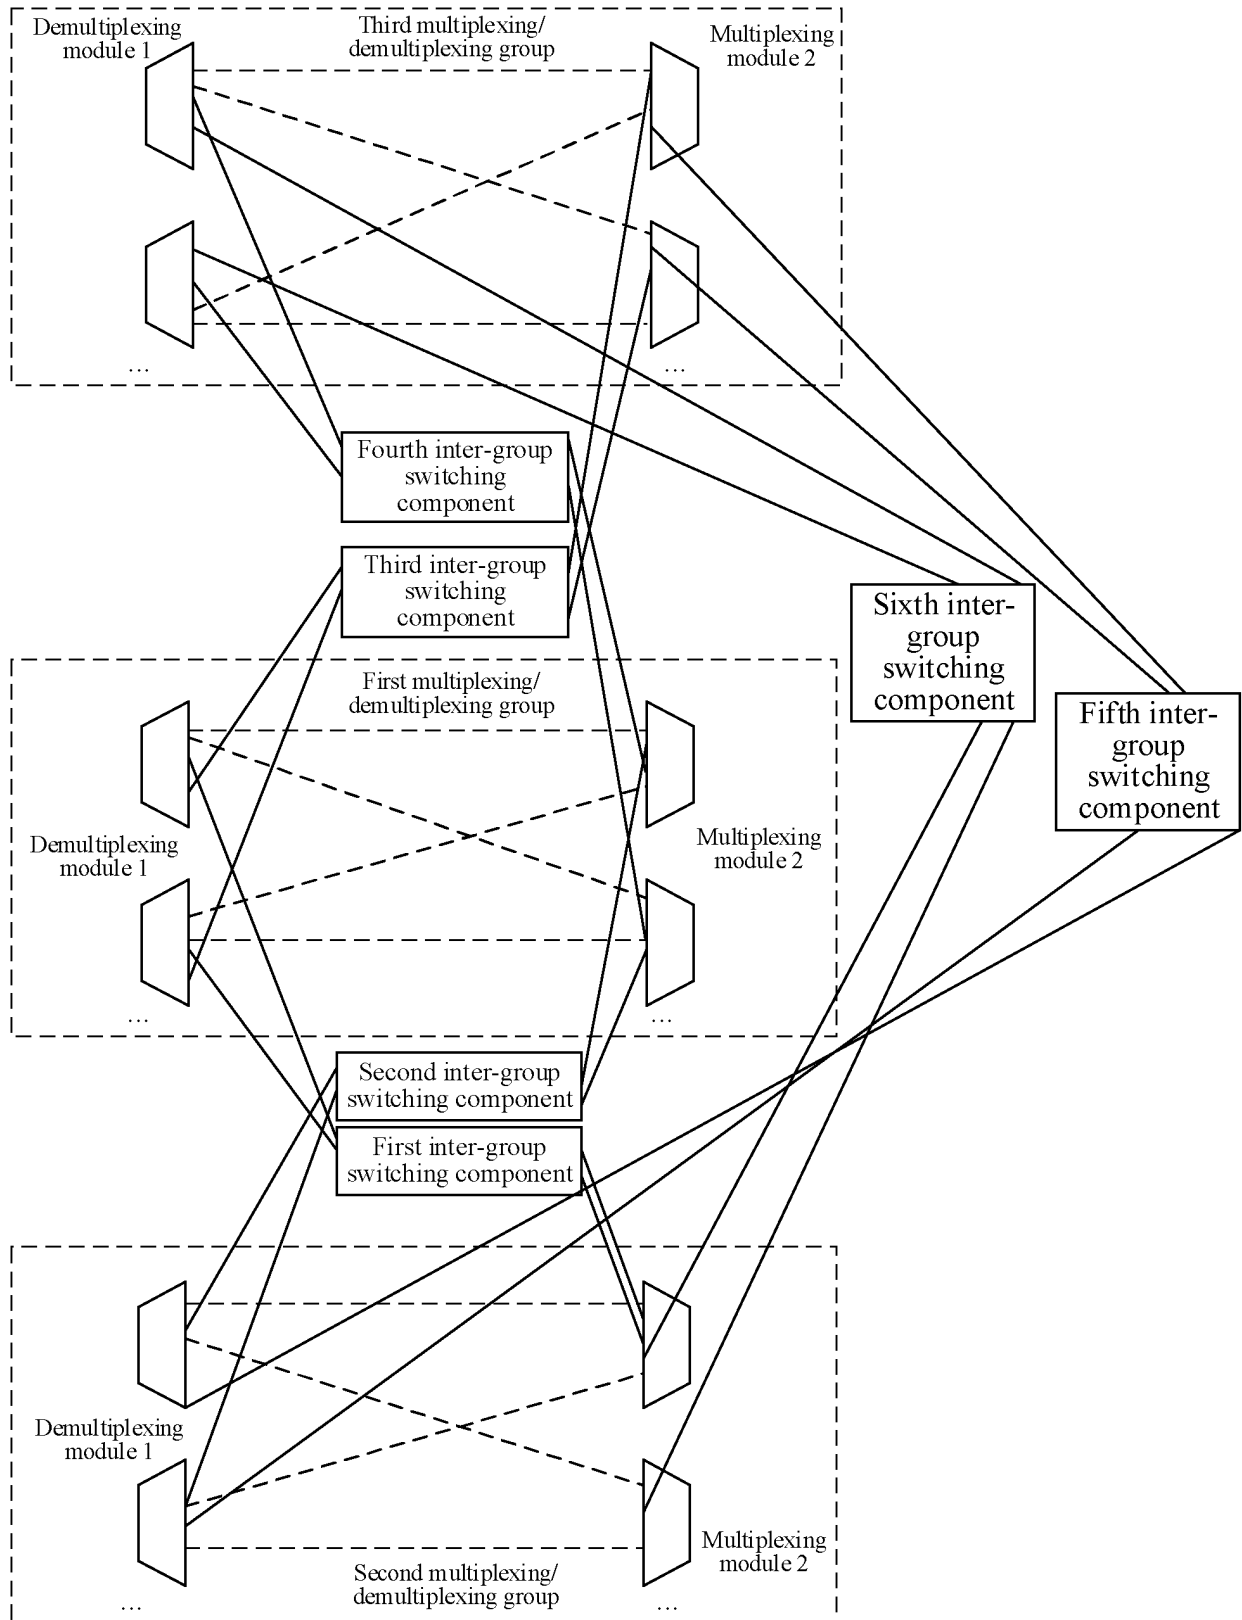 Demultiplexing
module 1
Third multiplexing/
demultiplexing group
Multiplexing
module 2
...
...
Fourth inter-group
switching
component
Third inter-group
switching
component
Sixth inter-
group
switching
component
Fifth inter-
group
switching
component
First multiplexing/
demultiplexing group
Demultiplexing
module 1
Multiplexing
module 2
...
...
Second inter-group
switching component
First inter-group
switching component
Demultiplexing
module 1
Multiplexing
module 2
Second multiplexing/
demultiplexing group
...
...